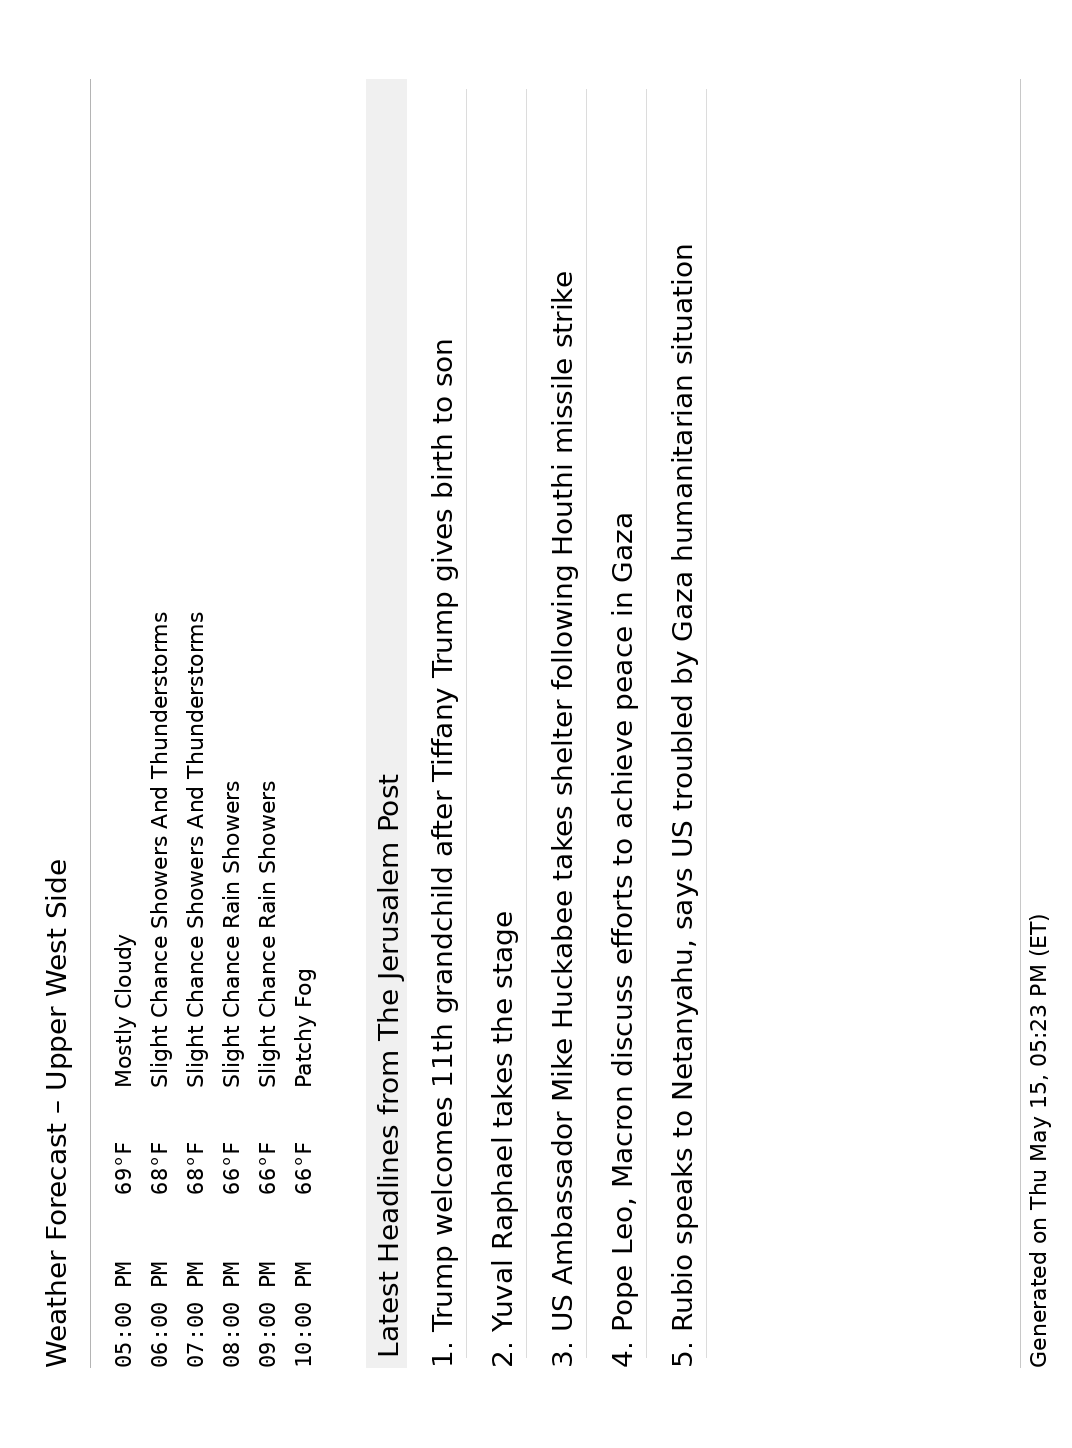 Weather Forecast – Upper West Side
05:00 PM 69°F Mostly Cloudy
06:00 PM 68°F Slight Chance Showers And Thunderstorms
07:00 PM 68°F Slight Chance Showers And Thunderstorms
08:00 PM 66°F Slight Chance Rain Showers
09:00 PM 66°F Slight Chance Rain Showers
10:00 PM 66°F Patchy Fog
Latest Headlines from The Jerusalem Post
1. Trump welcomes 11th grandchild after Tiffany Trump gives birth to son
2. Yuval Raphael takes the stage
3. US Ambassador Mike Huckabee takes shelter following Houthi missile strike
4. Pope Leo, Macron discuss efforts to achieve peace in Gaza
5. Rubio speaks to Netanyahu, says US troubled by Gaza humanitarian situation
Generated on Thu May 15, 05:23 PM (ET)